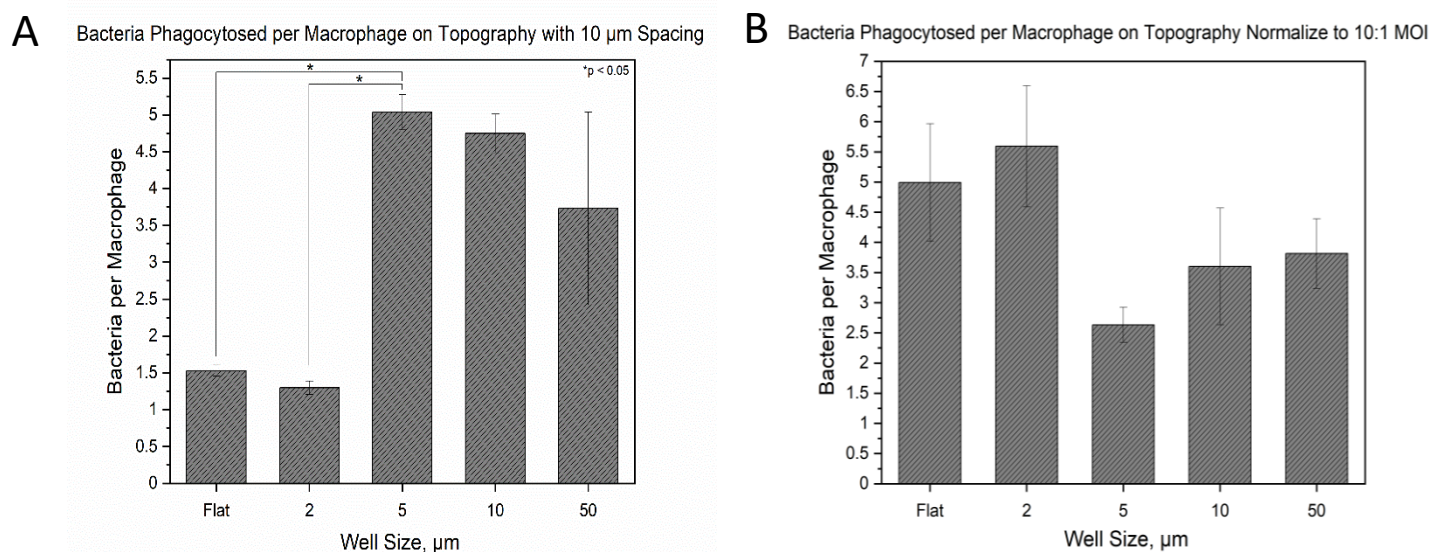 A
Bacteria Phagocytosed per Macrophage on Topography with 10 µm Spacing
*
*
*p < 0.05
5.5
5
4.5
4
3.5
3
2.5
2
1.5
1
0.5
0
Bacteria per Macrophage
Flat 2 5 10 50
Well Size, µm
B
Bacteria Phagocytosed per Macrophage on Topography Normalize to 10:1 MOI
7
6.5
6
5.5
5
4.5
4
3.5
3
2.5
2
1.5
1
0.5
0
Bacteria per Macrophage
Flat 2 5 10 50
Well Size, µm